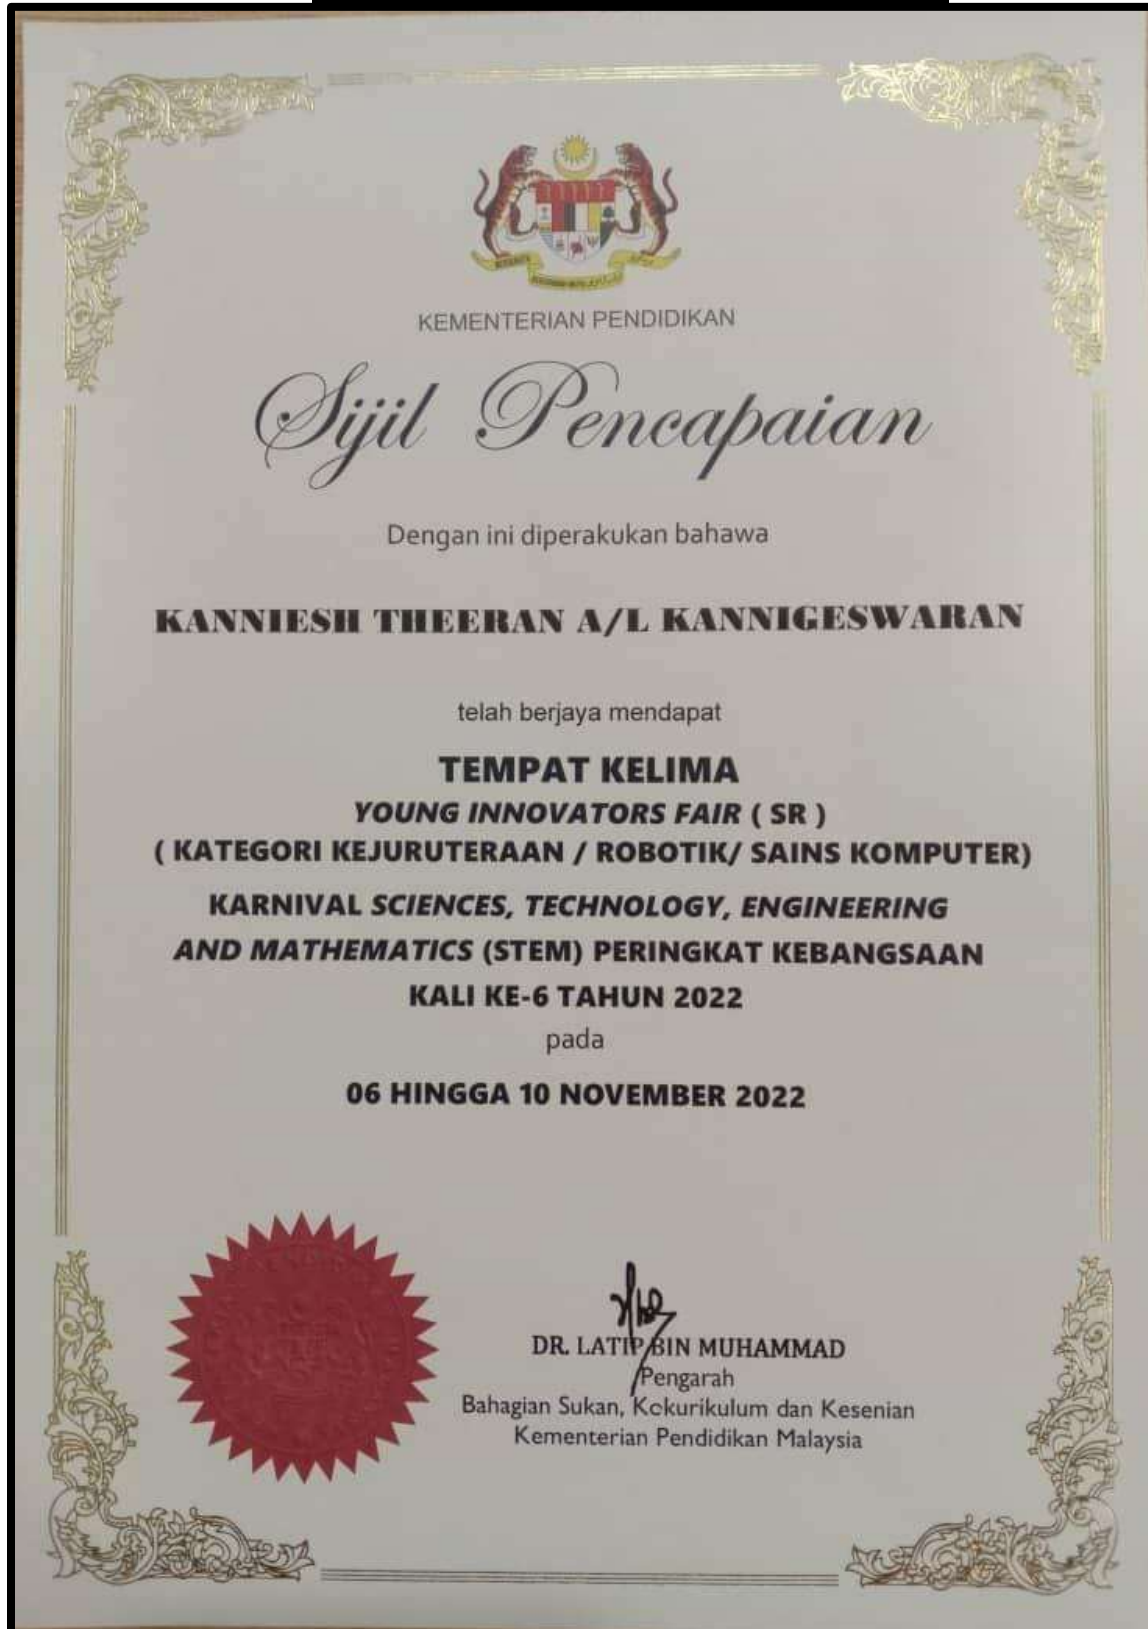 KEMENTERIAN PENDIDIKAN
Sijil Pencapaian
Dengan ini diperakukan bahawa
KANNIESH THEERAN A/L KANNIGESWARAN
telah berjaya mendapat
TEMPAT KELIMA
YOUNG INNOVATORS FAIR ( SR )
( KATEGORI KEJURUTERAAN / ROBOTIK/ SAINS KOMPUTER)
KARNIVAL SCIENCES, TECHNOLOGY, ENGINEERING
AND MATHEMATICS (STEM) PERINGKAT KEBANGSAAN
KALI KE-6 TAHUN 2022
pada
06 HINGGA 10 NOVEMBER 2022
DR. LATIP BIN MUHAMMAD
Pengarah
Bahagian Sukan, Kokurikulum dan Kesenian
Kementerian Pendidikan Malaysia